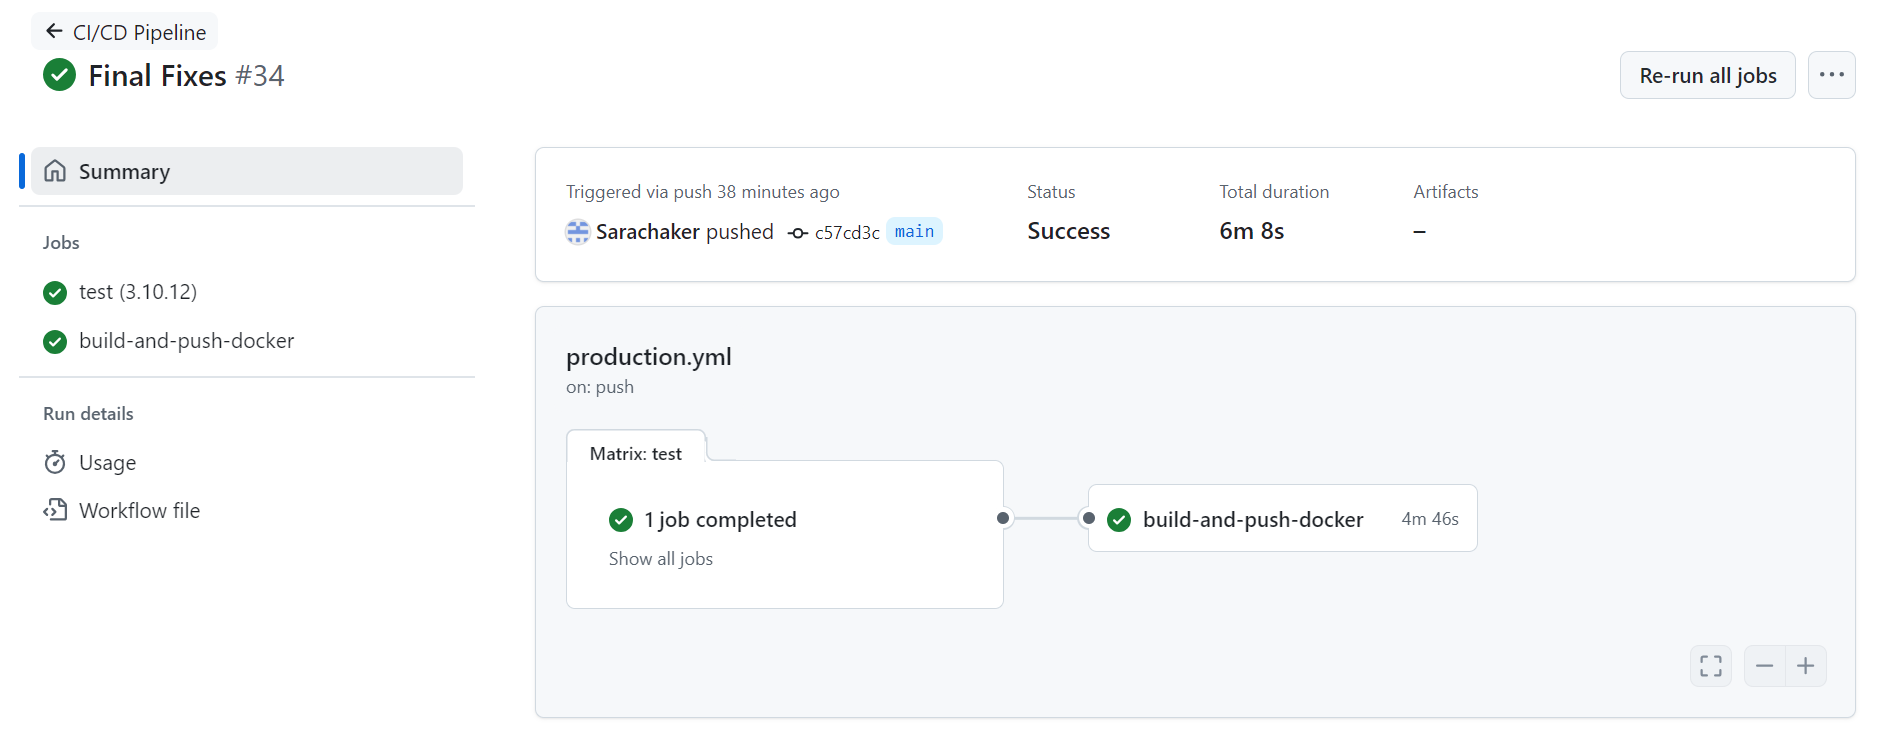 CI/CD Pipeline
Final Fixes #34
Re-run all jobs
Summary
Jobs
test (3.10.12)
build-and-push-docker
Run details
Usage
Workflow file
Triggered via push 38 minutes ago
Sarachaker pushed c57cd3c main
Status
Success
Total duration
6m 8s
Artifacts
–
production.yml
on: push
Matrix: test
1 job completed
Show all jobs
build-and-push-docker 4m 46s